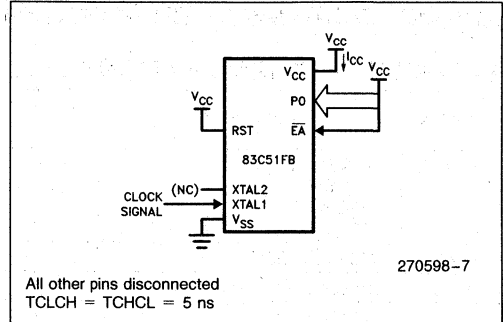 VCC
ICC
VCC
VCC
P0
VCC
RST
EA
83C51FB
(NC)
XTAL2
CLOCK
SIGNAL
XTAL1
VSS
270598-7
All other pins disconnected
TCLCH = TCHCL = 5 ns